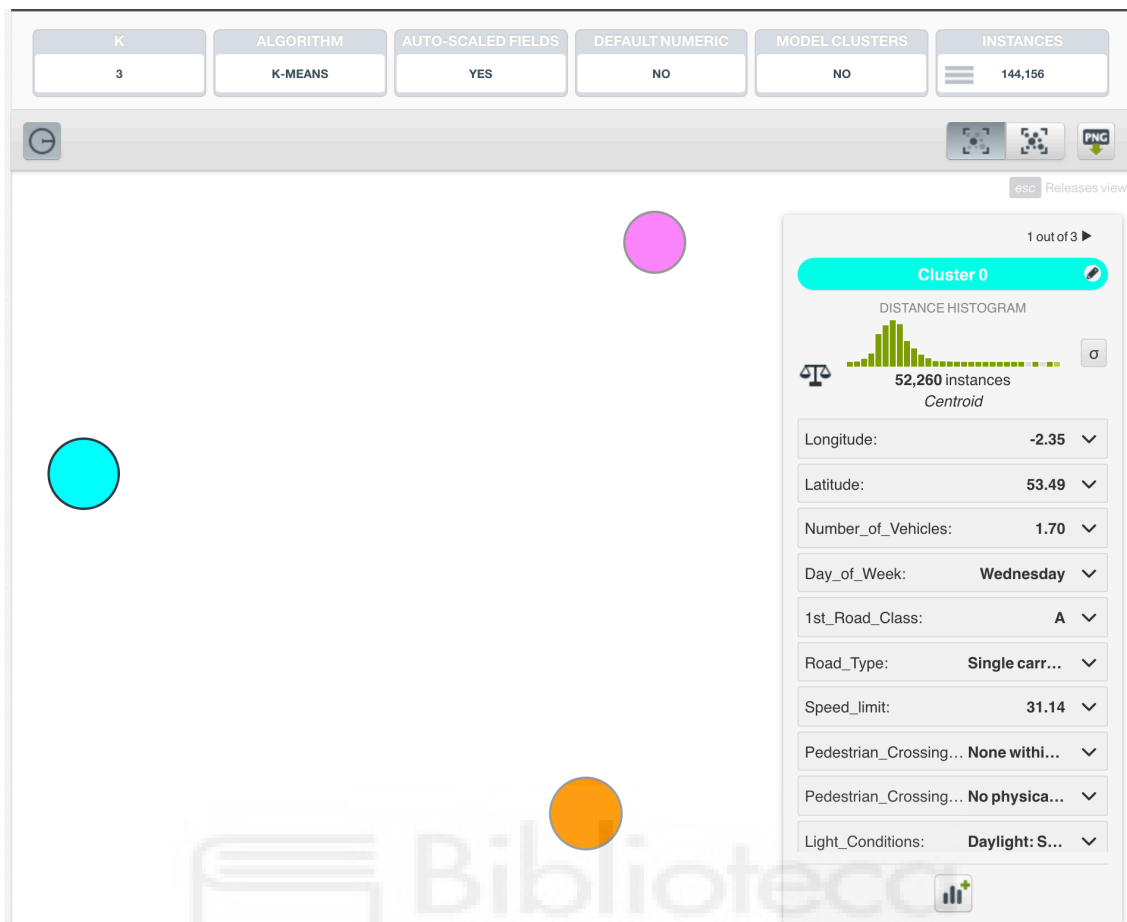 K ALGORITHM AUTO-SCALED FIELDS DEFAULT NUMERIC MODEL CLUSTERS INSTANCES
3 K-MEANS YES NO NO 144,156
PNG
esc Releases view
1 out of 3 ▶
Cluster 0
DISTANCE HISTOGRAM
σ
52,260 instances
Centroid
Longitude: -2.35
Latitude: 53.49
Number_of_Vehicles: 1.70
Day_of_Week: Wednesday
1st_Road_Class: A
Road_Type: Single carr...
Speed_limit: 31.14
Pedestrian_Crossing... None withi...
Pedestrian_Crossing... No physica...
Light_Conditions: Daylight: S...
Biblioteca